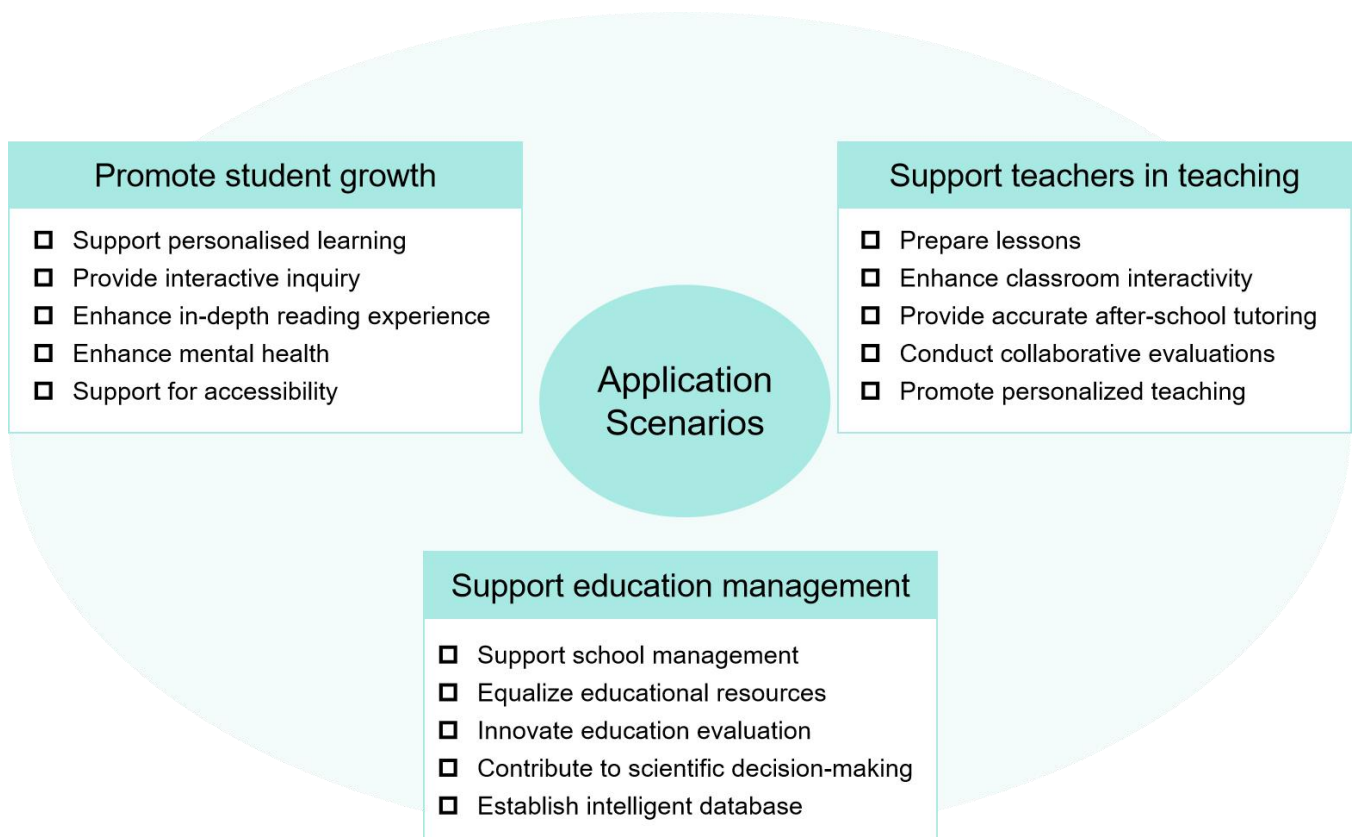 Promote student growth
Support personalised learning
Provide interactive inquiry
Enhance in-depth reading experience
Enhance mental health
Support for accessibility
Support teachers in teaching
Prepare lessons
Enhance classroom interactivity
Provide accurate after-school tutoring
Conduct collaborative evaluations
Promote personalized teaching
Application
Scenarios
Support education management
Support school management
Equalize educational resources
Innovate education evaluation
Contribute to scientific decision-making
Establish intelligent database